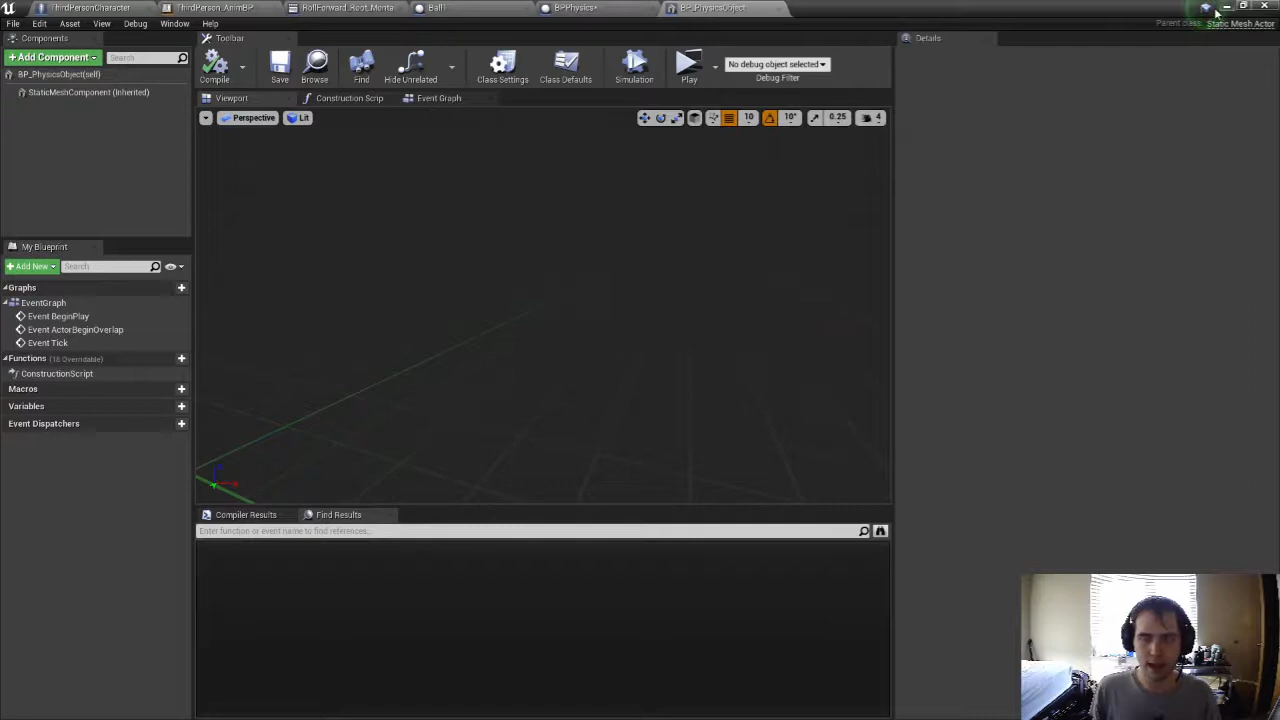 ThirdPersonCharacter
ThirdPerson_AnimBP
RollForward_Root_Monta
Ball1
BPPhysics*
BP_PhysicsObject
File Edit Asset View Debug Window Help
Parent class: Static Mesh Actor
Components
Toolbar
Details
Add Component
Search
BP_PhysicsObject(self)
StaticMeshComponent (Inherited)
Compile
Save
Browse
Find
Hide Unrelated
Class Settings
Class Defaults
Simulation
Play
No debug object selected
Debug Filter
Viewport
Construction Scrip
Event Graph
Perspective
Lit
10
10°
0.25
4
My Blueprint
Add New
Search
Graphs
EventGraph
Event BeginPlay
Event ActorBeginOverlap
Event Tick
Functions (18 Overridable)
ConstructionScript
Macros
Variables
Event Dispatchers
Compiler Results
Find Results
Enter function or event name to find references...